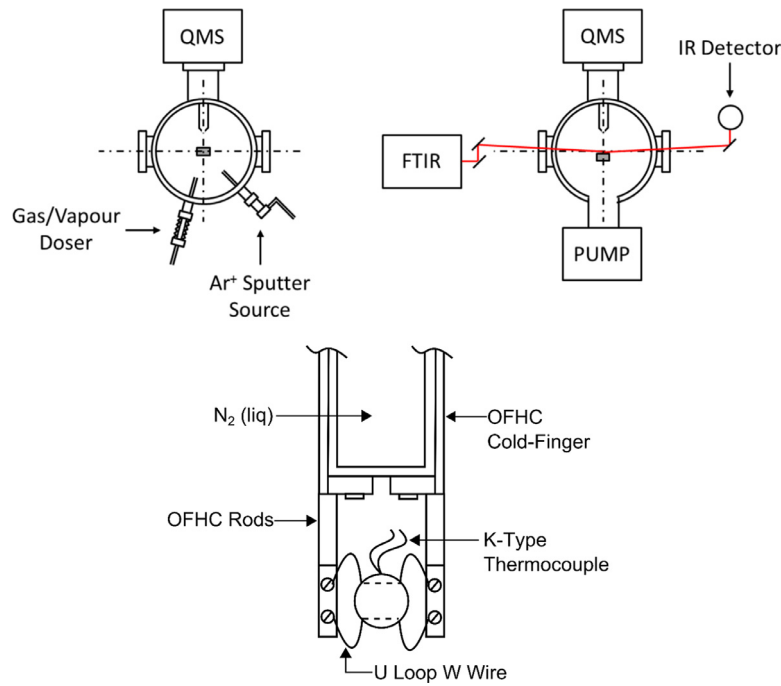 QMS
Gas/Vapour
Doser
Ar⁺ Sputter
Source
QMS
IR Detector
FTIR
PUMP
N₂ (liq)
OFHC
Cold-Finger
OFHC Rods
K-Type
Thermocouple
U Loop W Wire